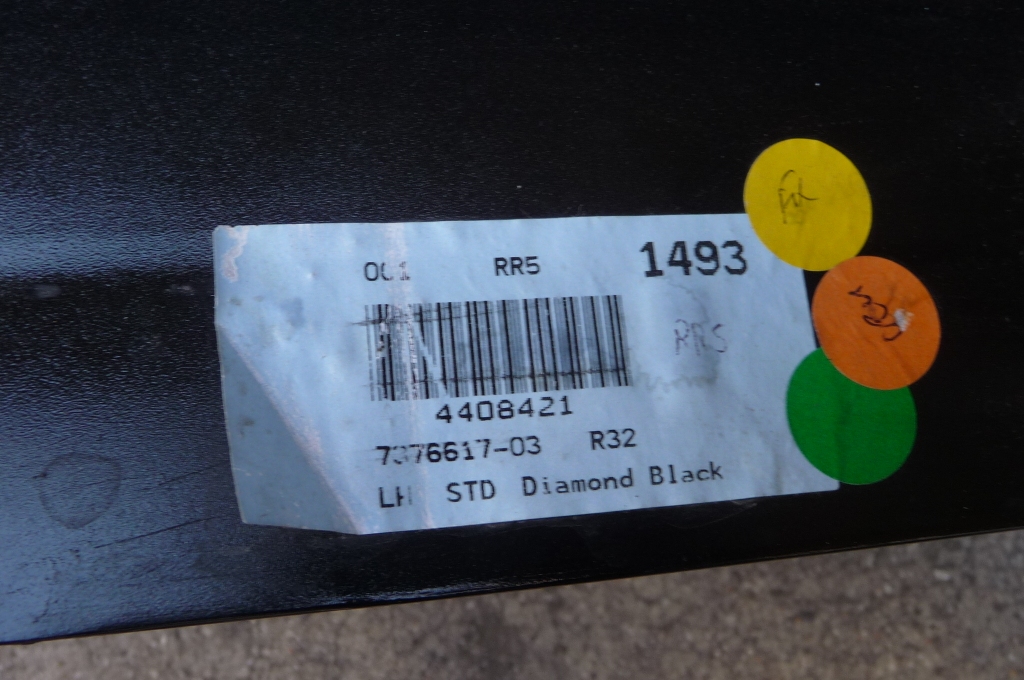 001 RR5 1493
RR5
4408421
7376617-03 R32
LH STD Diamond Black